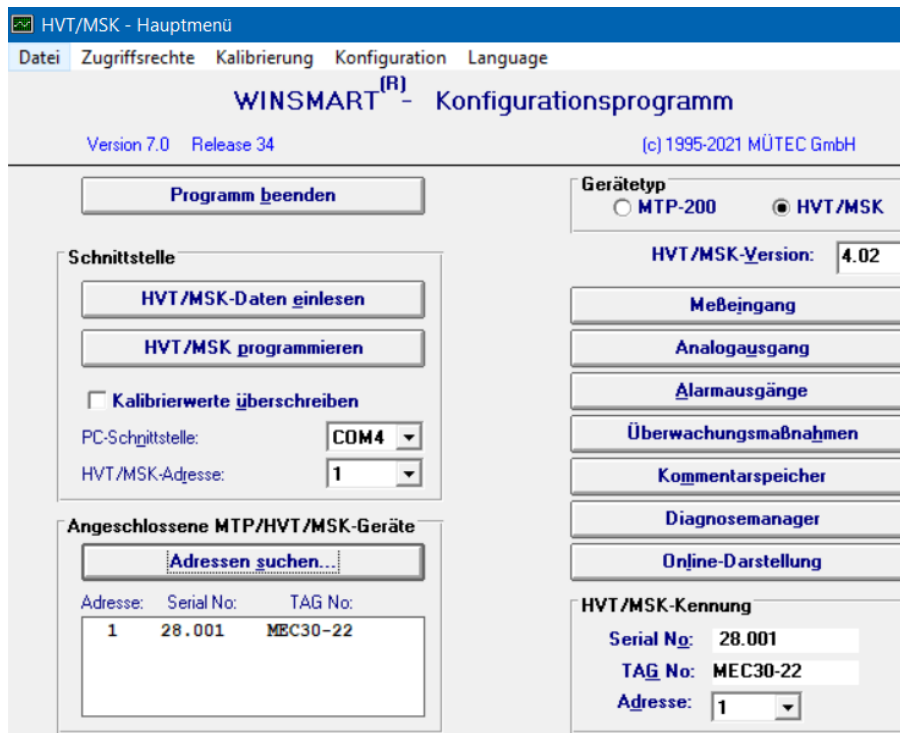 HVT/MSK - Hauptmenü
Datei Zugriffsrechte Kalibrierung Konfiguration Language
WINSMART(R)- Konfigurationsprogramm
Version 7.0 Release 34
(c) 1995-2021 MÜTEC GmbH
Programm beenden
Schnittstelle
HVT/MSK-Daten einlesen
HVT/MSK programmieren
Kalibrierwerte überschreiben
PC-Schnittstelle: COM4
HVT/MSK-Adresse: 1
Angeschlossene MTP/HVT/MSK-Geräte
Adressen suchen...
Adresse: Serial No: TAG No:
1 28.001 MEC30-22
Gerätetyp
MTP-200 HVT/MSK
HVT/MSK-Version: 4.02
Meßeingang
Analogausgang
Alarmausgänge
Überwachungsmaßnahmen
Kommentarspeicher
Diagnosemanager
Online-Darstellung
HVT/MSK-Kennung
Serial No: 28.001
TAG No: MEC30-22
Adresse: 1